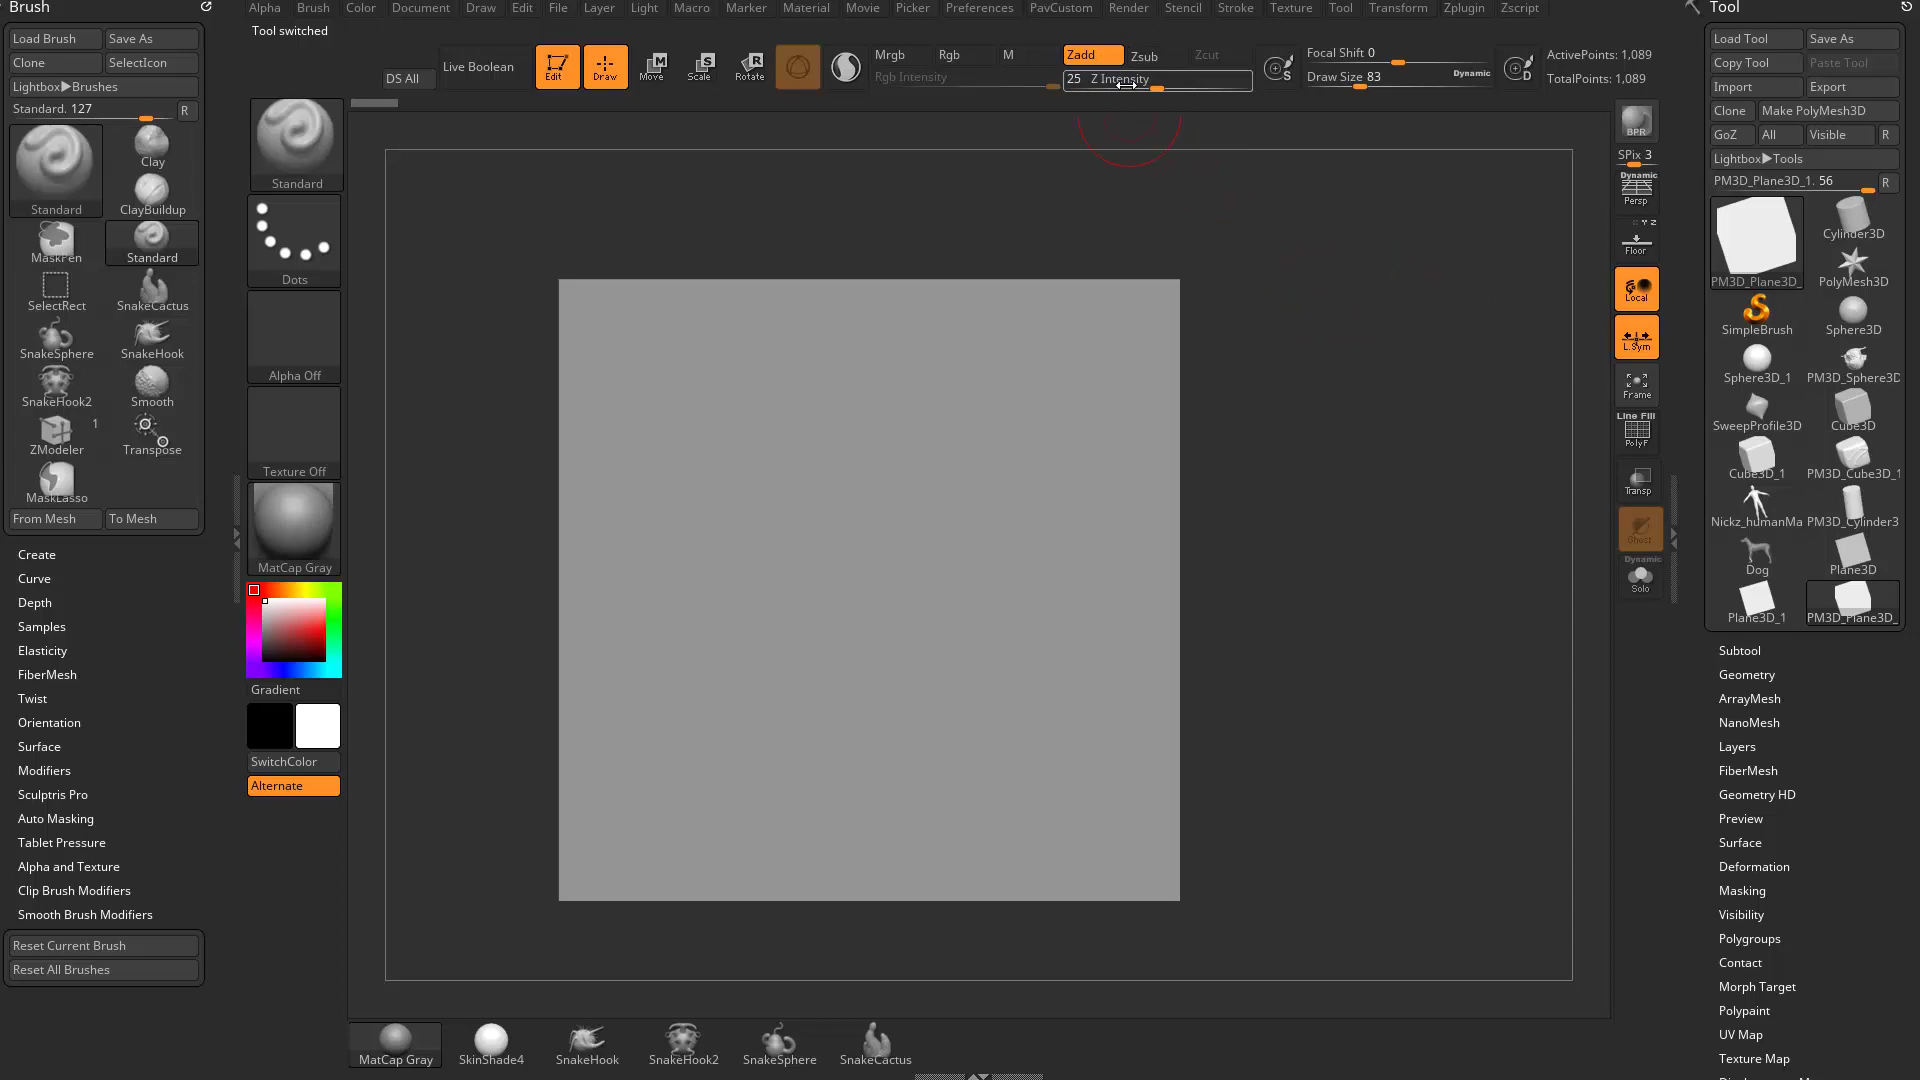 Brush
Alpha Brush Color Document Draw Edit File Layer Light Macro Marker Material Movie Picker Preferences PavCustom Render Stencil Stroke Texture Tool Transform Zplugin Zscript
Tool
Tool switched
Load Brush
Save As
Clone
SelectIcon
Lightbox▶Brushes
Standard. 127
R
Standard
Clay
ClayBuildup
MaskPen
Standard
SelectRect
SnakeCactus
SnakeSphere
SnakeHook
SnakeHook2
Smooth
ZModeler
1
Transpose
MaskLasso
From Mesh
To Mesh
Create
Curve
Depth
Samples
Elasticity
FiberMesh
Twist
Orientation
Surface
Modifiers
Sculptris Pro
Auto Masking
Tablet Pressure
Alpha and Texture
Clip Brush Modifiers
Smooth Brush Modifiers
Reset Current Brush
Reset All Brushes
DS All
Live Boolean
Edit
Draw
Move
Scale
Rotate
Mrgb
Rgb
M
Rgb Intensity
Zadd
Zsub
Zcut
25 Z Intensity
Focal Shift 0
Draw Size 83
Dynamic
ActivePoints: 1,089
TotalPoints: 1,089
Standard
Dots
Alpha Off
Texture Off
MatCap Gray
Gradient
SwitchColor
Alternate
BPR
SPix 3
Dynamic
Persp
Floor
Local
L.Sym
Frame
Line Fill
PolyF
Transp
Ghost
Dynamic
Solo
Load Tool
Save As
Copy Tool
Paste Tool
Import
Export
Clone
Make PolyMesh3D
GoZ
All
Visible
R
Lightbox▶Tools
PM3D_Plane3D_1. 56
R
PM3D_Plane3D_
Cylinder3D
PolyMesh3D
SimpleBrush
Sphere3D
Sphere3D_1
PM3D_Sphere3D
SweepProfile3D
Cube3D
Cube3D_1
PM3D_Cube3D_1
Nickz_humanMa
PM3D_Cylinder3
Dog
Plane3D
Plane3D_1
PM3D_Plane3D_
Subtool
Geometry
ArrayMesh
NanoMesh
Layers
FiberMesh
Geometry HD
Preview
Surface
Deformation
Masking
Visibility
Polygroups
Contact
Morph Target
Polypaint
UV Map
Texture Map
MatCap Gray
SkinShade4
SnakeHook
SnakeHook2
SnakeSphere
SnakeCactus